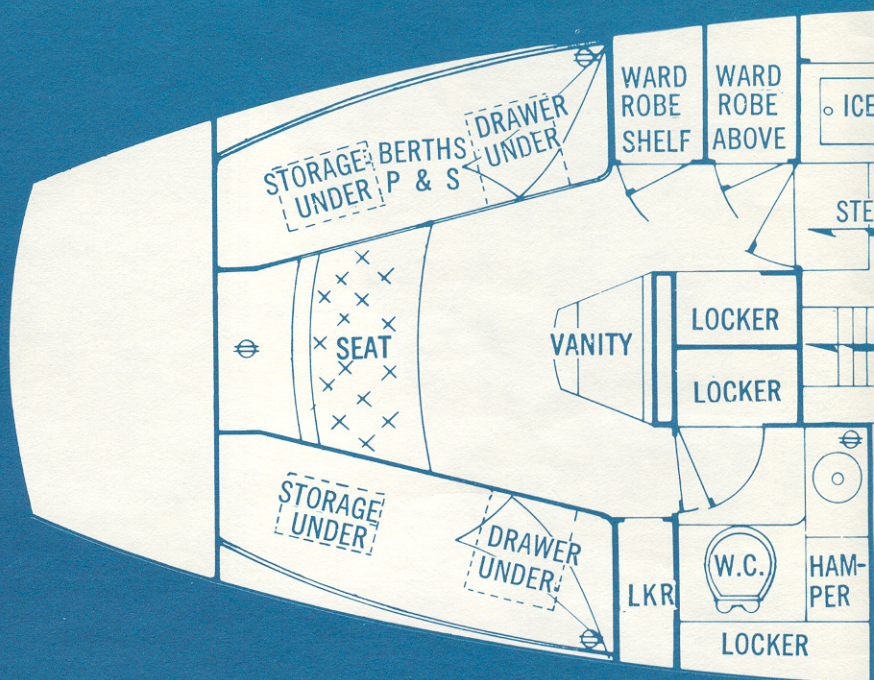 WARD
ROBE
SHELF
WARD
ROBE
ABOVE
ICE
DRAWER
UNDER
STORAGE
UNDER
BERTHS
P & S
STE
SEAT
VANITY
LOCKER
LOCKER
STORAGE
UNDER
DRAWER
UNDER
LKR
W.C.
HAM-
PER
LOCKER